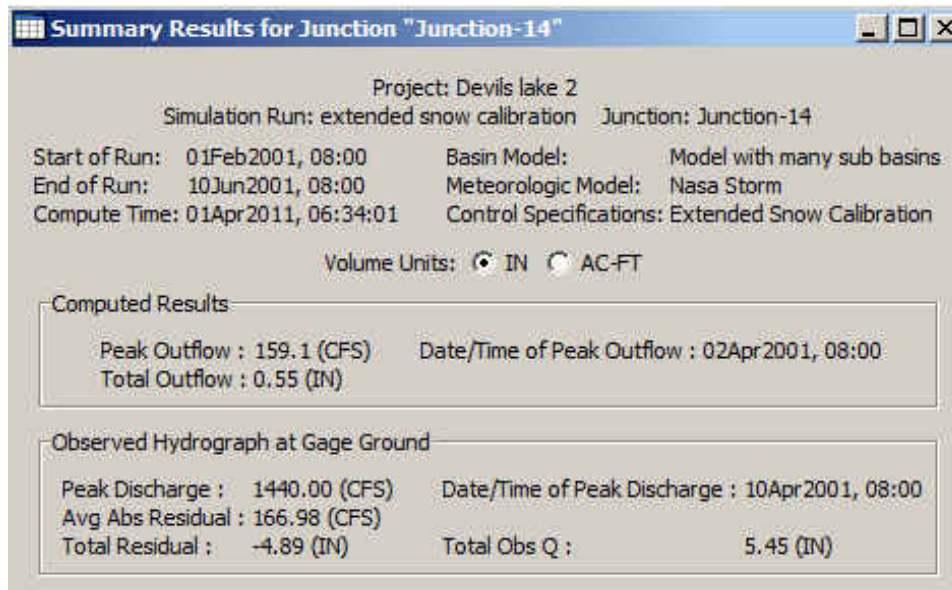 Summary Results for Junction "Junction-14"
Project: Devils lake 2
Simulation Run: extended snow calibration Junction: Junction-14
Start of Run: 01Feb2001, 08:00 Basin Model: Model with many sub basins
End of Run: 10Jun2001, 08:00 Meteorologic Model: Nasa Storm
Compute Time: 01Apr2011, 06:34:01 Control Specifications: Extended Snow Calibration
Volume Units: IN AC-FT
Computed Results
Peak Outflow : 159.1 (CFS) Date/Time of Peak Outflow : 02Apr2001, 08:00
Total Outflow : 0.55 (IN)
Observed Hydrograph at Gage Ground
Peak Discharge : 1440.00 (CFS) Date/Time of Peak Discharge : 10Apr2001, 08:00
Avg Abs Residual : 166.98 (CFS)
Total Residual : -4.89 (IN) Total Obs Q : 5.45 (IN)